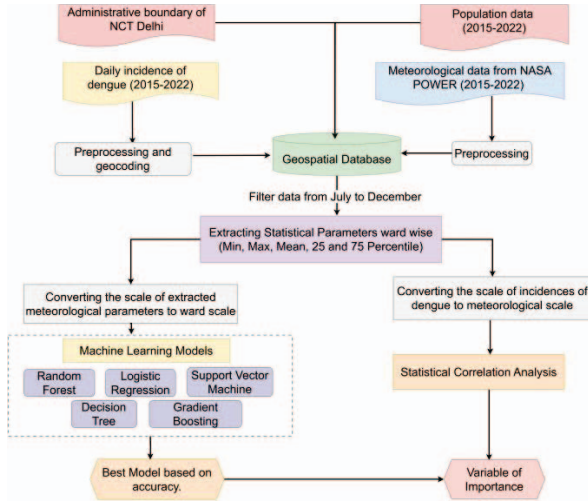 Administrative boundary of
NCT Delhi
Population data
(2015-2022)
Daily incidence of
dengue (2015-2022)
Meteorological data from NASA
POWER (2015-2022)
Preprocessing and
geocoding
Geospatial Database
Preprocessing
Filter data from July to December
Extracting Statistical Parameters ward wise
(Min, Max, Mean, 25 and 75 Percentile)
Converting the scale of extracted
meteorological parameters to ward scale
Converting the scale of incidences of
dengue to meteorological scale
Machine Learning Models
Random
Forest
Logistic
Regression
Support Vector
Machine
Decision
Tree
Gradient
Boosting
Statistical Correlation Analysis
Best Model based on
accuracy.
Variable of
Importance